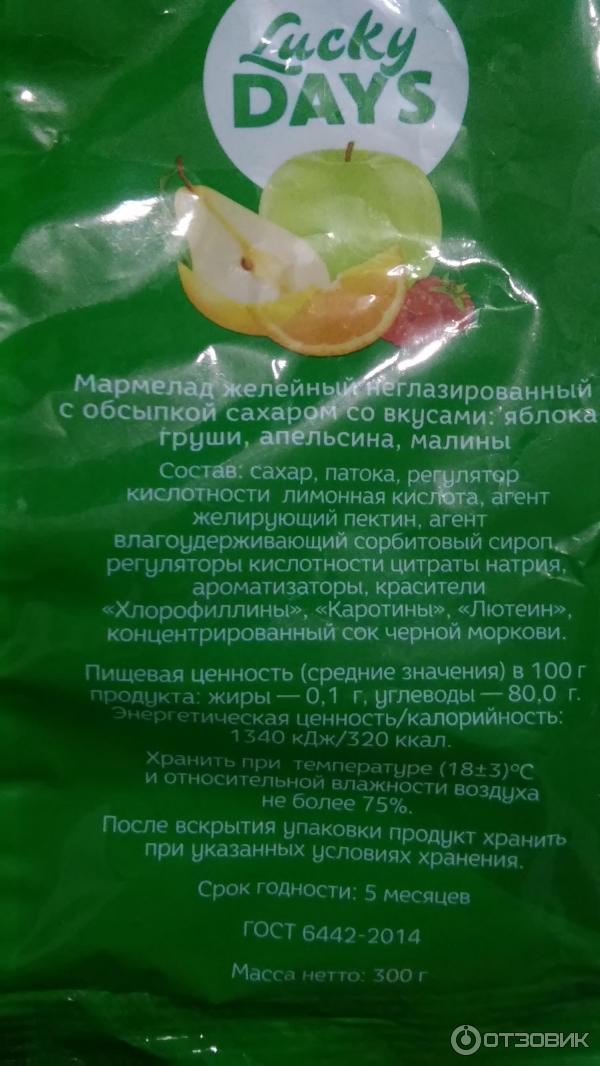 Lucky
DAYS
Мармелад желейный неглазированный
с обсыпкой сахаром со вкусами: яблока
груши, апельсина, малины
Состав: сахар, патока, регулятор
кислотности лимонная кислота, агент
желирующий пектин, агент
влагоудерживающий сорбитовый сироп,
регуляторы кислотности цитраты натрия,
ароматизаторы, красители
«Хлорофиллины», «Каротины», «Лютеин»,
концентрированный сок черной моркови.
Пищевая ценность (средние значения) в 100 г
продукта: жиры — 0,1 г, углеводы — 80,0 г.
Энергетическая ценность/калорийность:
1340 кДж/320 ккал.
Хранить при температуре (18±3)°С
и относительной влажности воздуха
не более 75%.
После вскрытия упаковки продукт хранить
при указанных условиях хранения.
Срок годности: 5 месяцев
ГОСТ 6442-2014
Масса нетто: 300 г
ОТЗОВИК